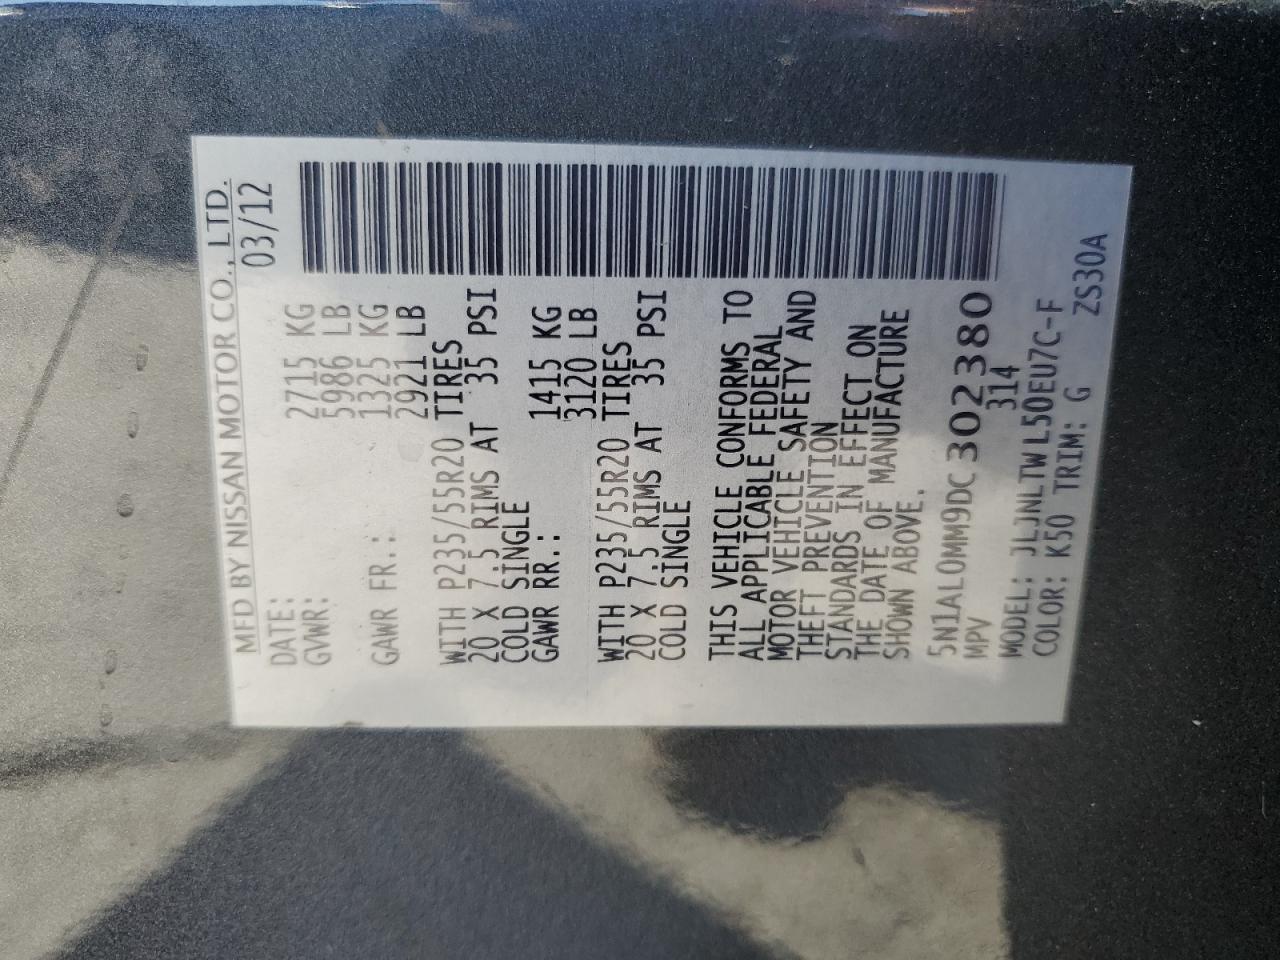 MFD BY NISSAN MOTOR CO., LTD.
DATE: 03/12
GVWR: 2715 KG
5986 LB
GAWR FR.: 1325 KG
2921 LB
WITH P235/55R20 TIRES
20 X 7.5 RIMS AT 35 PSI
COLD SINGLE
GAWR RR.: 1415 KG
3120 LB
WITH P235/55R20 TIRES
20 X 7.5 RIMS AT 35 PSI
COLD SINGLE
THIS VEHICLE CONFORMS TO
ALL APPLICABLE FEDERAL
MOTOR VEHICLE SAFETY AND
THEFT PREVENTION
STANDARDS IN EFFECT ON
THE DATE OF MANUFACTURE
SHOWN ABOVE.
5N1AL0MM9DC302380
MPV 314
MODEL: JLJNLTWL50EU7C-F
COLOR: K50 TRIM: G ZS30A